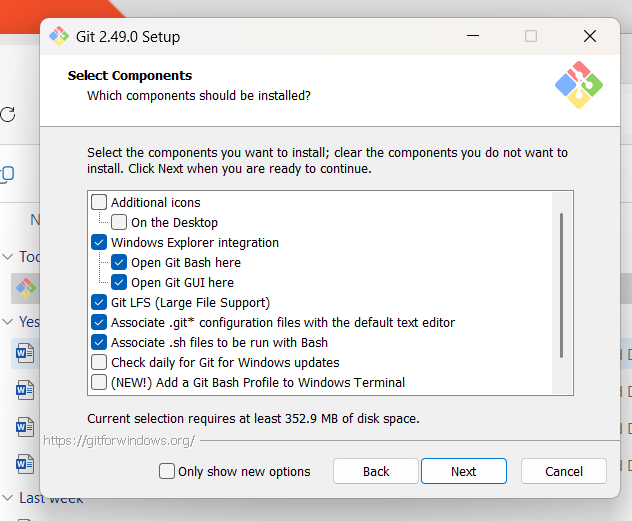 Git 2.49.0 Setup
Select Components
Which components should be installed?
Select the components you want to install; clear the components you do not want to
install. Click Next when you are ready to continue.
Additional icons
On the Desktop
Windows Explorer integration
Open Git Bash here
Open Git GUI here
Git LFS (Large File Support)
Associate .git* configuration files with the default text editor
Associate .sh files to be run with Bash
Check daily for Git for Windows updates
(NEW!) Add a Git Bash Profile to Windows Terminal
Current selection requires at least 352.9 MB of disk space.
https://gitforwindows.org/
Only show new options
Back
Next
Cancel
Last week